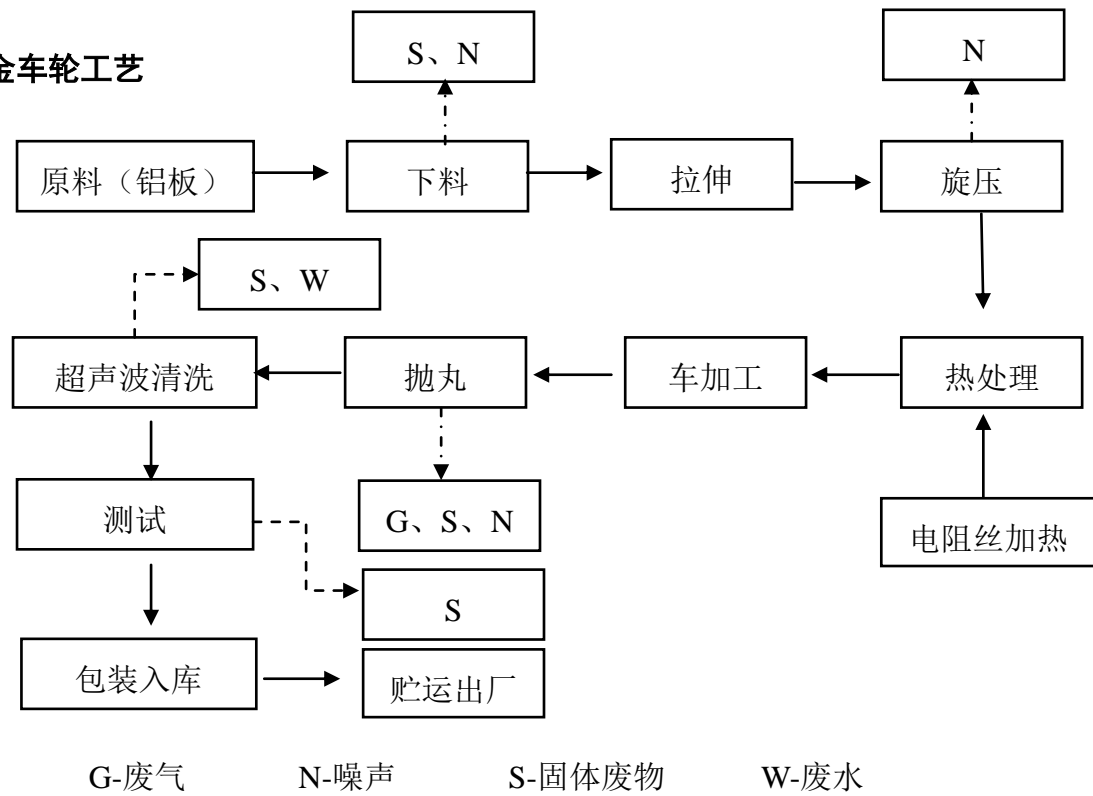 金车轮工艺
S、N
N
原料（铝板）
下料
拉伸
旋压
S、W
超声波清洗
抛丸
车加工
热处理
测试
G、S、N
电阻丝加热
S
包装入库
贮运出厂
G-废气 N-噪声 S-固体废物 W-废水